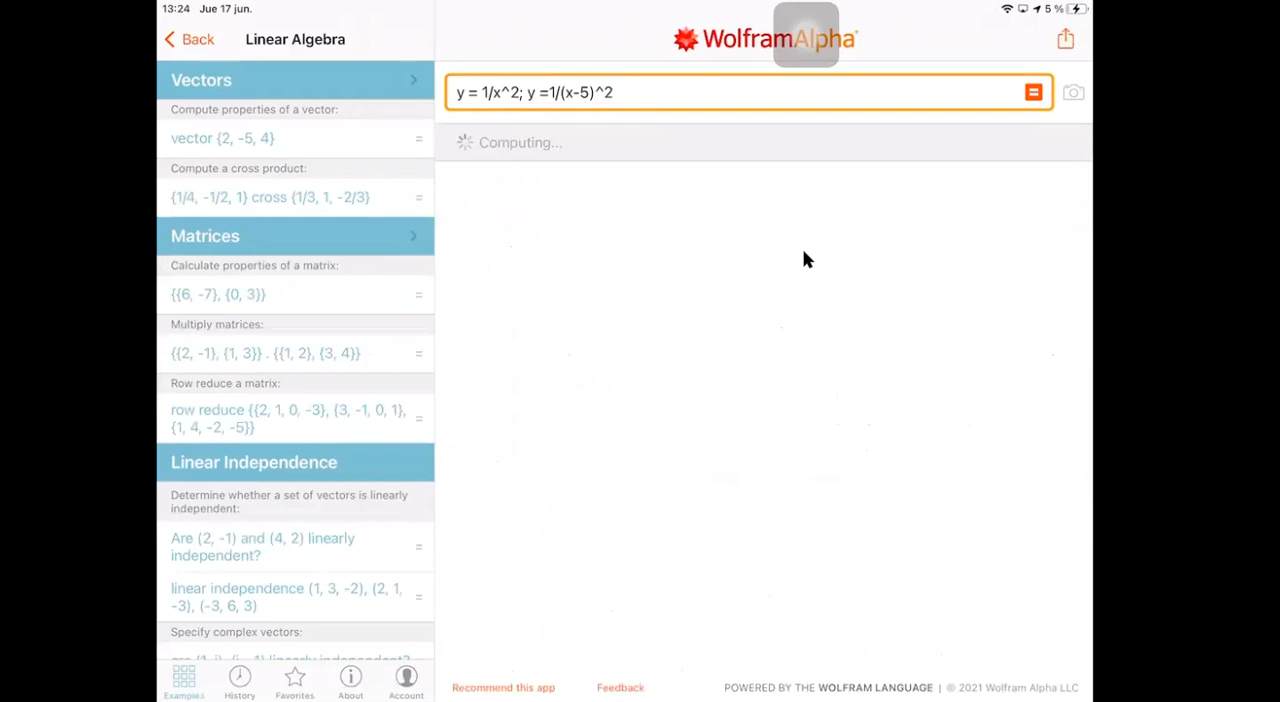 13:24 Jue 17 jun.
5 %
Back
Linear Algebra
WolframAlpha
Vectors
y = 1/x^2; y =1/(x-5)^2
=
Compute properties of a vector:
vector {2, -5, 4}
=
Computing...
Compute a cross product:
{1/4, -1/2, 1} cross {1/3, 1, -2/3}
=
Matrices
Calculate properties of a matrix:
{{6, -7}, {0, 3}}
=
Multiply matrices:
{{2, -1}, {1, 3}} . {{1, 2}, {3, 4}}
=
Row reduce a matrix:
row reduce {{2, 1, 0, -3}, {3, -1, 0, 1},
{1, 4, -2, -5}}
=
Linear Independence
Determine whether a set of vectors is linearly
independent:
Are (2, -1) and (4, 2) linearly
independent?
=
linear independence (1, 3, -2), (2, 1,
-3), (-3, 6, 3)
=
Specify complex vectors:
Examples
History
Favorites
About
Account
Recommend this app
Feedback
POWERED BY THE WOLFRAM LANGUAGE | © 2021 Wolfram Alpha LLC